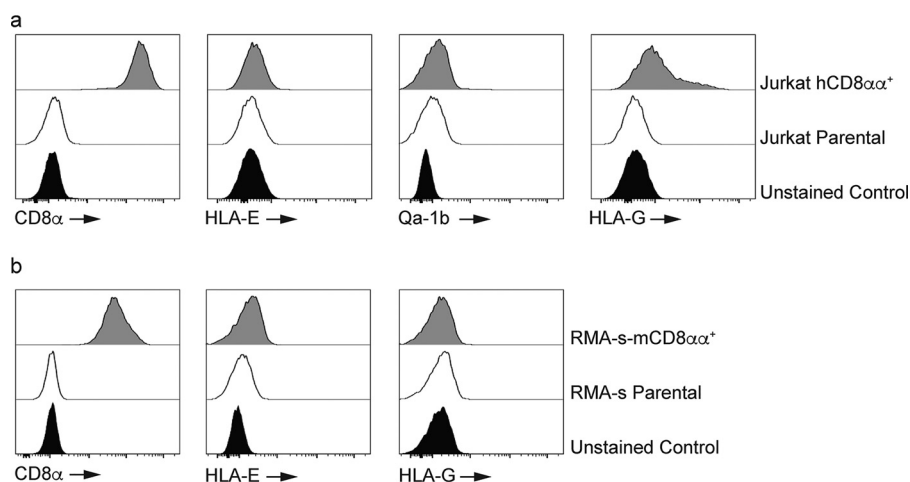 a
Jurkat hCD8αα⁺
Jurkat Parental
Unstained Control
CD8α
HLA-E
Qa-1b
HLA-G
b
RMA-s-mCD8αα⁺
RMA-s Parental
Unstained Control
CD8α
HLA-E
HLA-G